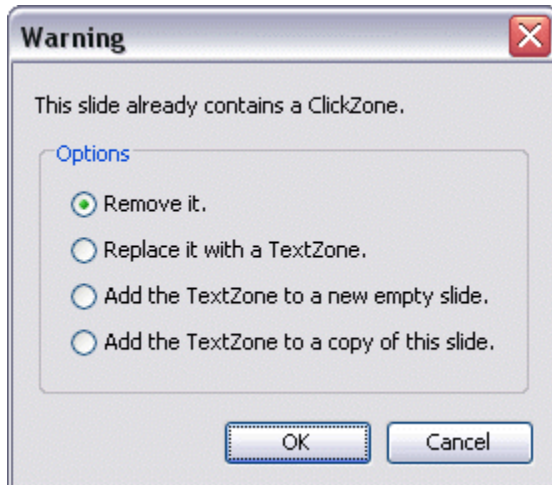 Warning
This slide already contains a ClickZone.
Options
Remove it.
Replace it with a TextZone.
Add the TextZone to a new empty slide.
Add the TextZone to a copy of this slide.
OK
Cancel